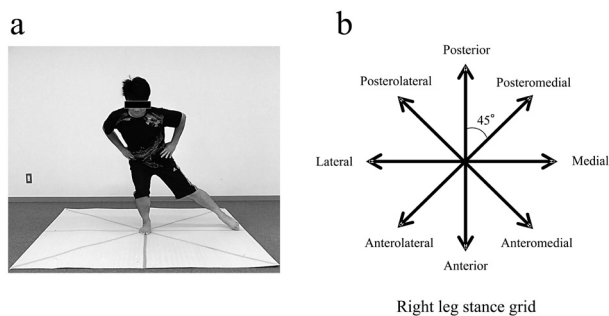 a
b
Posterior
Posterolateral
Posteromedial
45°
Lateral
Medial
Anterolateral
Anteromedial
Anterior
Right leg stance grid